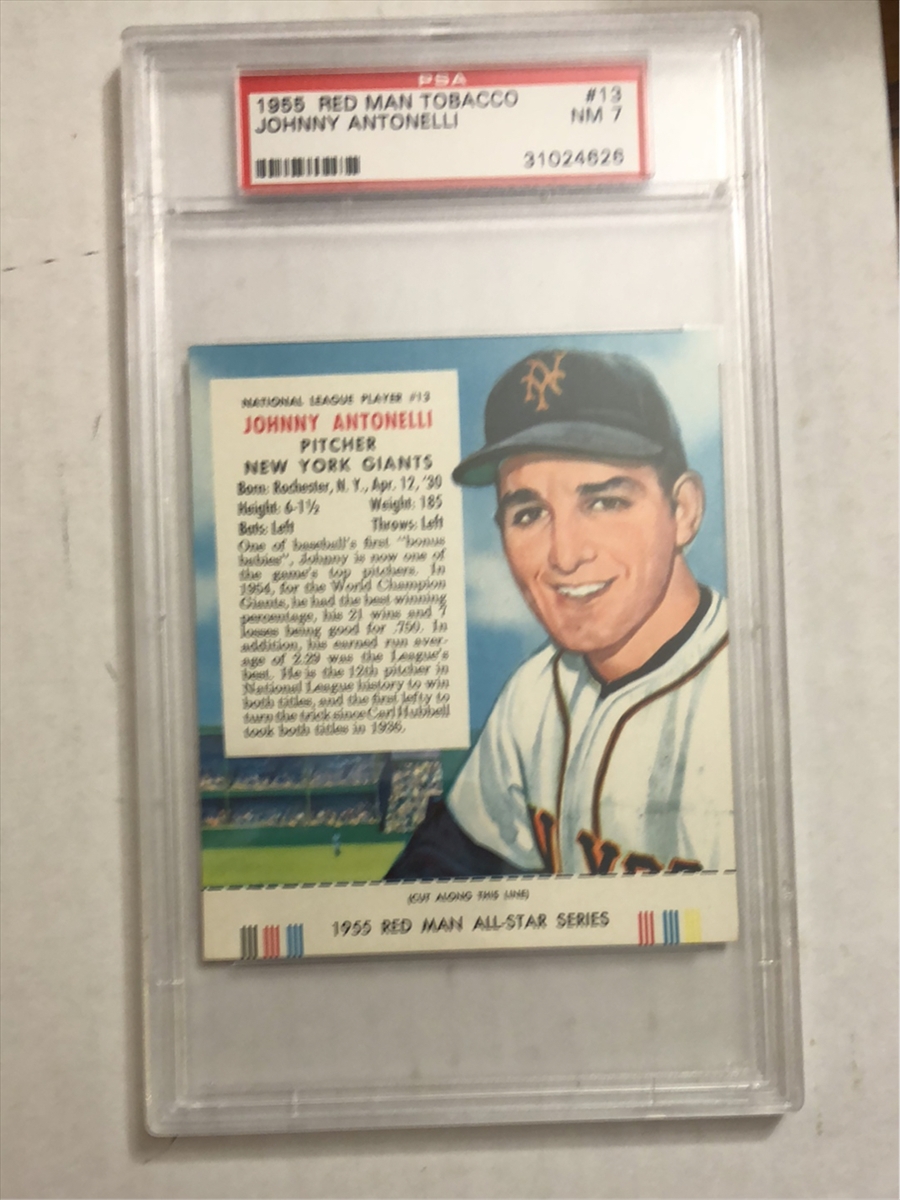 PSA
1955 RED MAN TOBACCO #13
JOHNNY ANTONELLI NM 7
31024626
NY
NATIONAL LEAGUE PLAYER #13
JOHNNY ANTONELLI
PITCHER
NEW YORK GIANTS
Born: Rochester, N. Y., Apr. 12, '30
Height: 6-1½ Weight: 185
Bats: Left Throws: Left
One of baseball's first "bonus
babies", Johnny is now one of
the game's top pitchers. In
1954, for the World Champion
Giants, he had the best winning
percentage, his 21 wins and 7
losses being good for .750. In
addition, his earned run aver-
age of 2.29 was the League's
best. He is the 12th pitcher in
National League history to win
both titles, and the first lefty to
turn the trick since Carl Hubbell
took both titles in 1936.
(CUT ALONG THIS LINE)
1955 RED MAN ALL-STAR SERIES